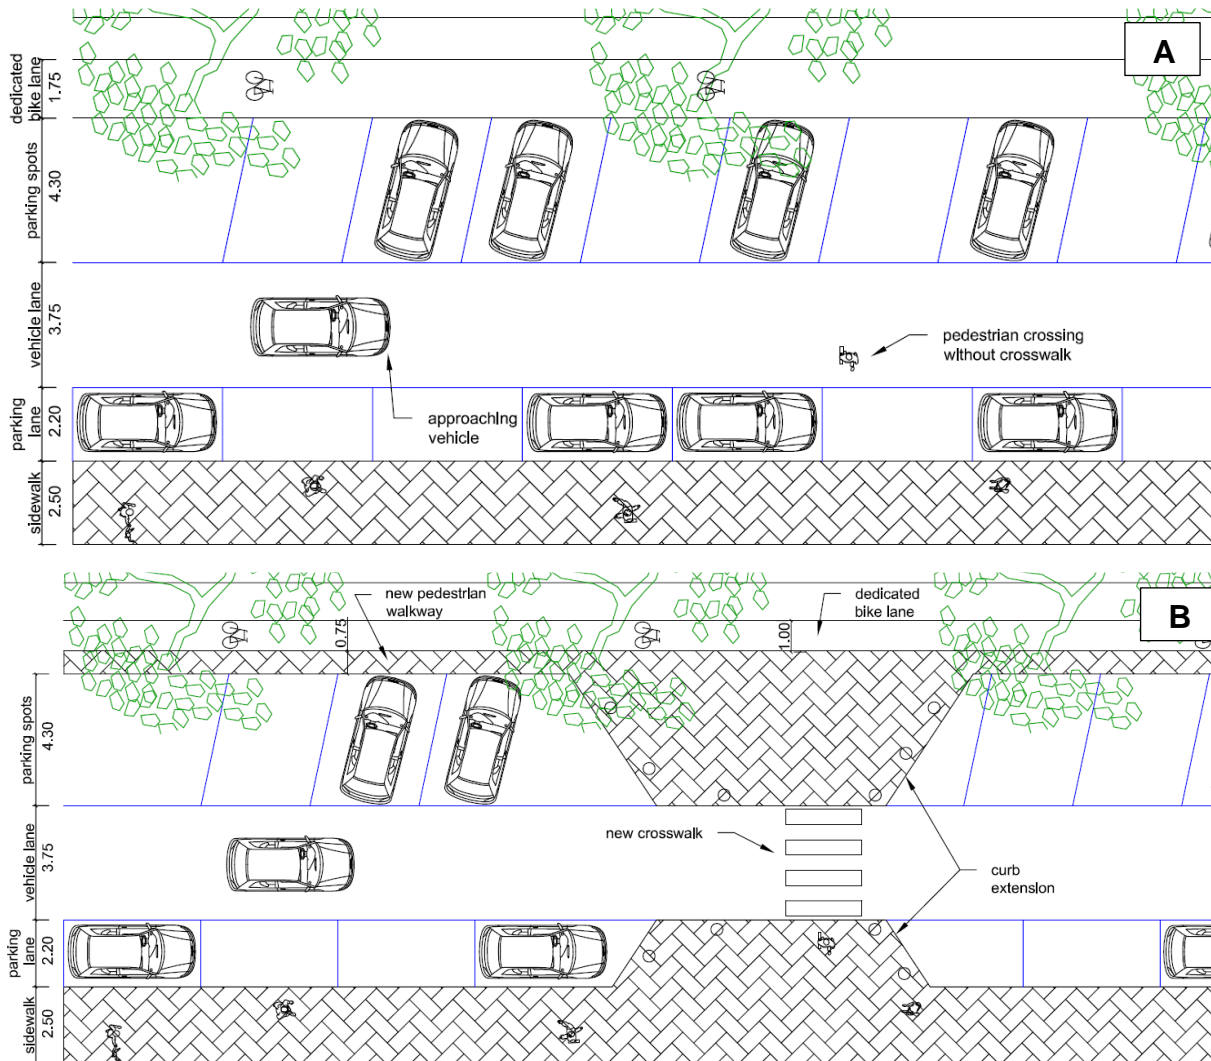 A
dedicated
bike lane
1.75
parking spots
4.30
vehicle lane
3.75
parking
lane
2.20
sidewalk
2.50
approaching
vehicle
pedestrian crossing
without crosswalk
B
new pedestrian
walkway
0.75
1.00
dedicated
bike lane
parking spots
4.30
vehicle lane
3.75
new crosswalk
curb
extension
parking
lane
2.20
sidewalk
2.50